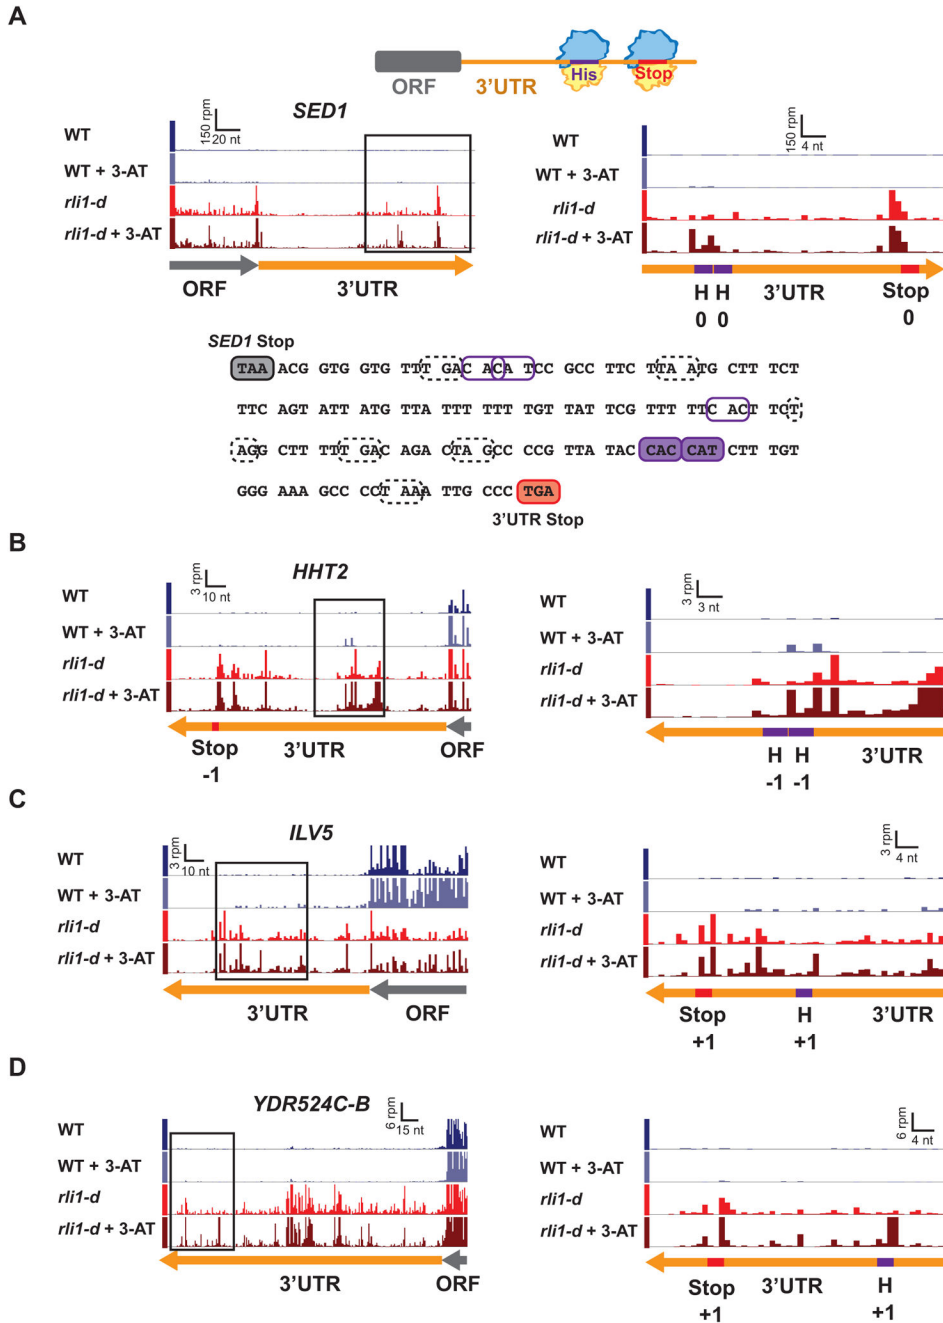 A
His
Stop
ORF
3'UTR
SED1
150 rpm
20 nt
WT
WT + 3-AT
rli1-d
rli1-d + 3-AT
ORF
3'UTR
150 rpm
4 nt
WT
WT + 3-AT
rli1-d
rli1-d + 3-AT
H H 3'UTR Stop
0 0 0
SED1 Stop
TAA ACG GTG GTG TTT GAC ACA TCC GCC TTC TTA ATG CTT TCT
TTC AGT ATT ATG TTA TTT TTT TGT TAT TCG TTT TTC ACT TCT
AGG CTT TTT GAC AGA CTA GCC CCG TTA TAC CAC CAT CTT TGT
GGG AAA GCC CCT AAA TTG CCC TGA
3'UTR Stop
B
HHT2
3 rpm
10 nt
WT
WT + 3-AT
rli1-d
rli1-d + 3-AT
Stop 3'UTR ORF
-1
3 rpm
3 nt
WT
WT + 3-AT
rli1-d
rli1-d + 3-AT
H H 3'UTR
-1 -1
C
ILV5
3 rpm
10 nt
WT
WT + 3-AT
rli1-d
rli1-d + 3-AT
3'UTR ORF
3 rpm
4 nt
WT
WT + 3-AT
rli1-d
rli1-d + 3-AT
Stop H 3'UTR
+1 +1
D
YDR524C-B
6 rpm
15 nt
WT
WT + 3-AT
rli1-d
rli1-d + 3-AT
3'UTR ORF
6 rpm
4 nt
WT
WT + 3-AT
rli1-d
rli1-d + 3-AT
Stop 3'UTR H
+1 +1